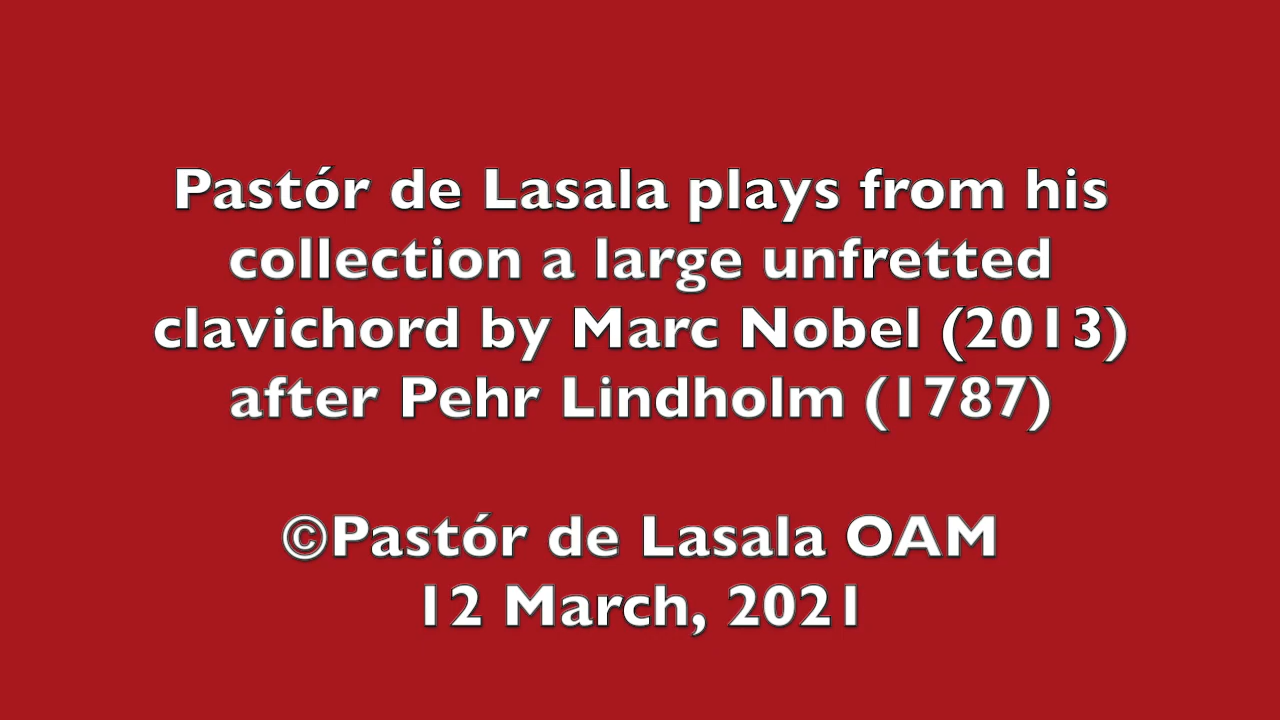 Pastór de Lasala plays from his
collection a large unfretted
clavichord by Marc Nobel (2013)
after Pehr Lindholm (1787)
©Pastór de Lasala OAM
12 March, 2021